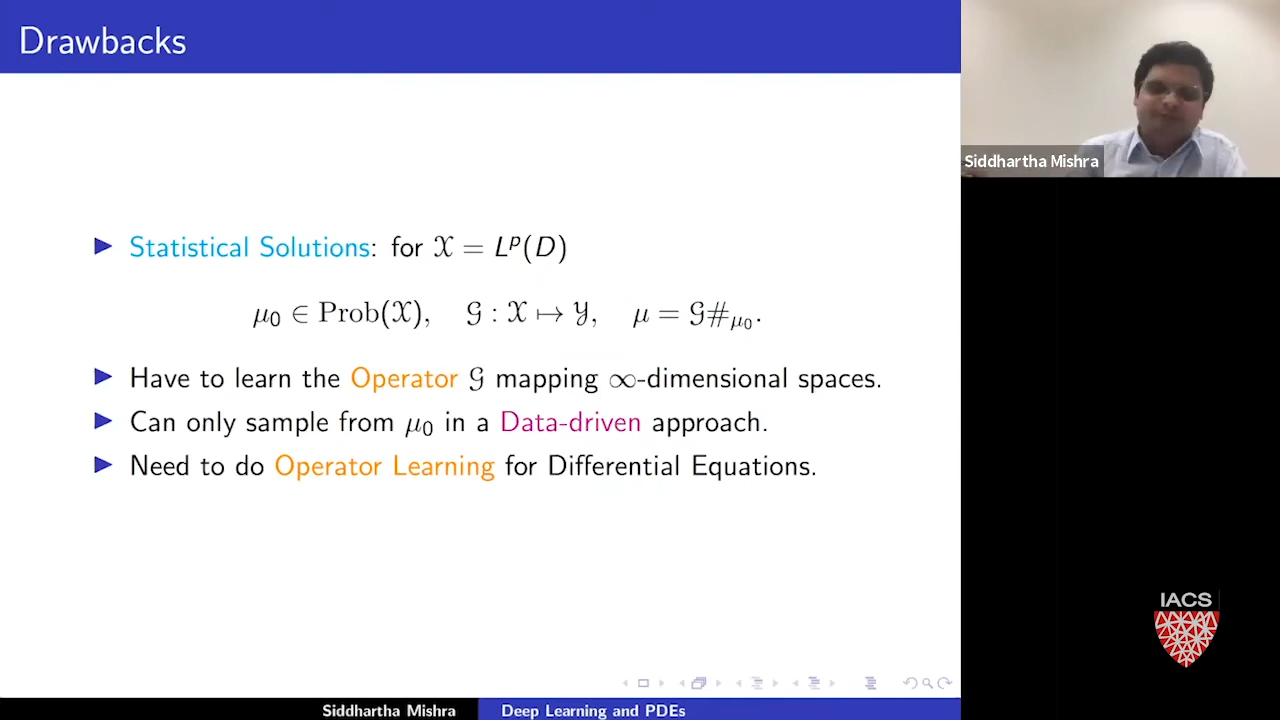 Drawbacks
Siddhartha Mishra
▶ Statistical Solutions: for 𝒳 = Lᵖ(D)
μ₀ ∈ Prob(𝒳), 𝒢 : 𝒳 ↦ 𝒴, μ = 𝒢#_μ₀.
▶ Have to learn the Operator 𝒢 mapping ∞-dimensional spaces.
▶ Can only sample from μ₀ in a Data-driven approach.
▶ Need to do Operator Learning for Differential Equations.
IACS
Siddhartha Mishra Deep Learning and PDEs